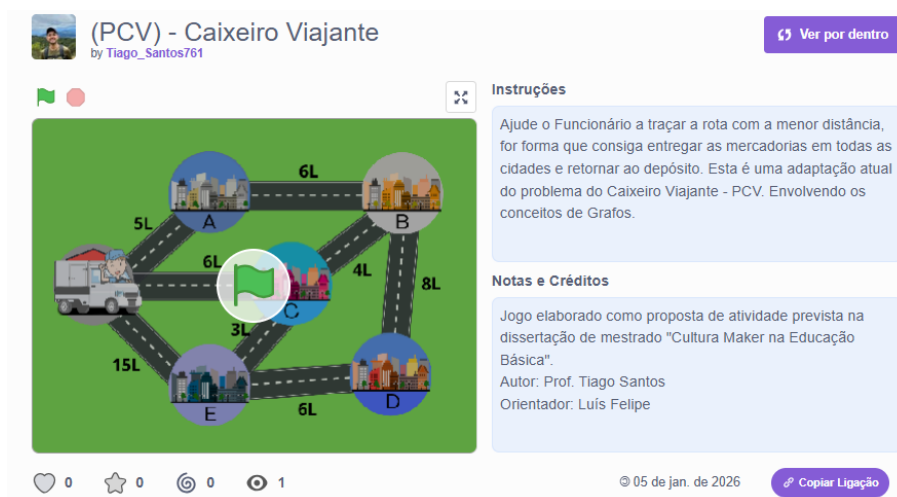 (PCV) - Caixeiro Viajante
by Tiago_Santos761
Ver por dentro
Instruções
Ajude o Funcionário a traçar a rota com a menor distância,
for forma que consiga entregar as mercadorias em todas as
cidades e retornar ao depósito. Esta é uma adaptação atual
do problema do Caixeiro Viajante - PCV. Envolvendo os
conceitos de Grafos.
6L
A
B
5L
6L
4L
8L
C
3L
15L
E
6L
D
Notas e Créditos
Jogo elaborado como proposta de atividade prevista na
dissertação de mestrado "Cultura Maker na Educação
Básica".
Autor: Prof. Tiago Santos
Orientador: Luís Felipe
0
0
0
1
© 05 de jan. de 2026
Copiar Ligação